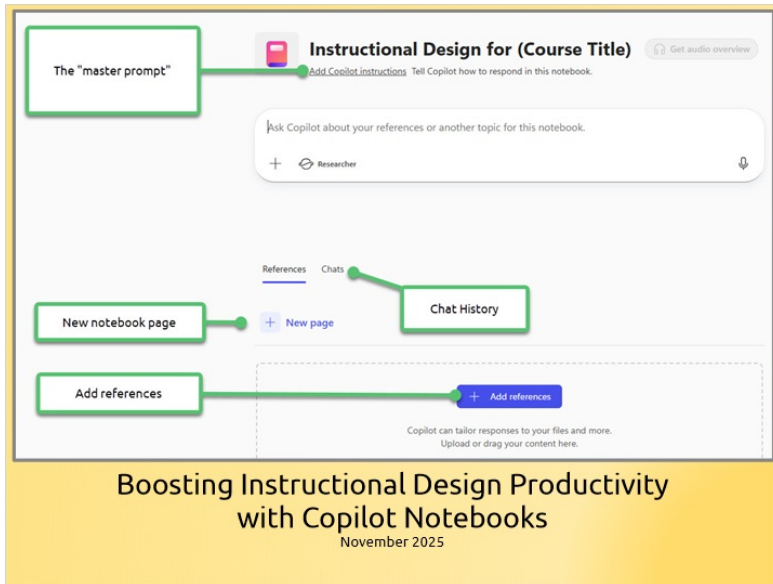 The "master prompt"
Instructional Design for (Course Title)
Get audio overview
Add Copilot instructions Tell Copilot how to respond in this notebook.
Ask Copilot about your references or another topic for this notebook.
Researcher
References Chats
Chat History
New notebook page
New page
Add references
Add references
Copilot can tailor responses to your files and more.
Upload or drag your content here.
Boosting Instructional Design Productivity
with Copilot Notebooks
November 2025